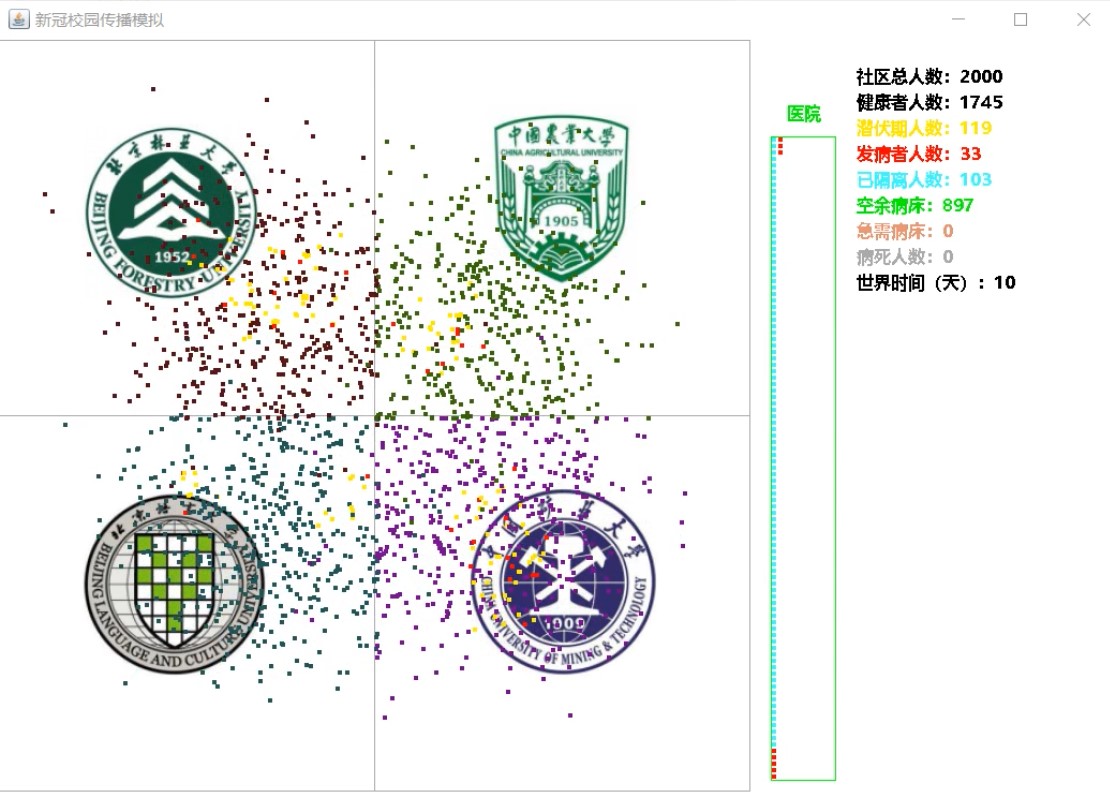 新冠校园传播模拟
北京林业大学
BEIJING FORESTRY UNIVERSITY
1952
中国農業大学
CHINA AGRICULTURAL UNIVERSITY
1905
BEIJING LANGUAGE AND CULTURE UNIVERSITY
CHINA UNIVERSITY OF MINING & TECHNOLOGY
1909
医院
社区总人数：2000
健康者人数：1745
潜伏期人数：119
发病者人数：33
已隔离人数：103
空余病床：897
急需病床：0
病死人数：0
世界时间（天）：10